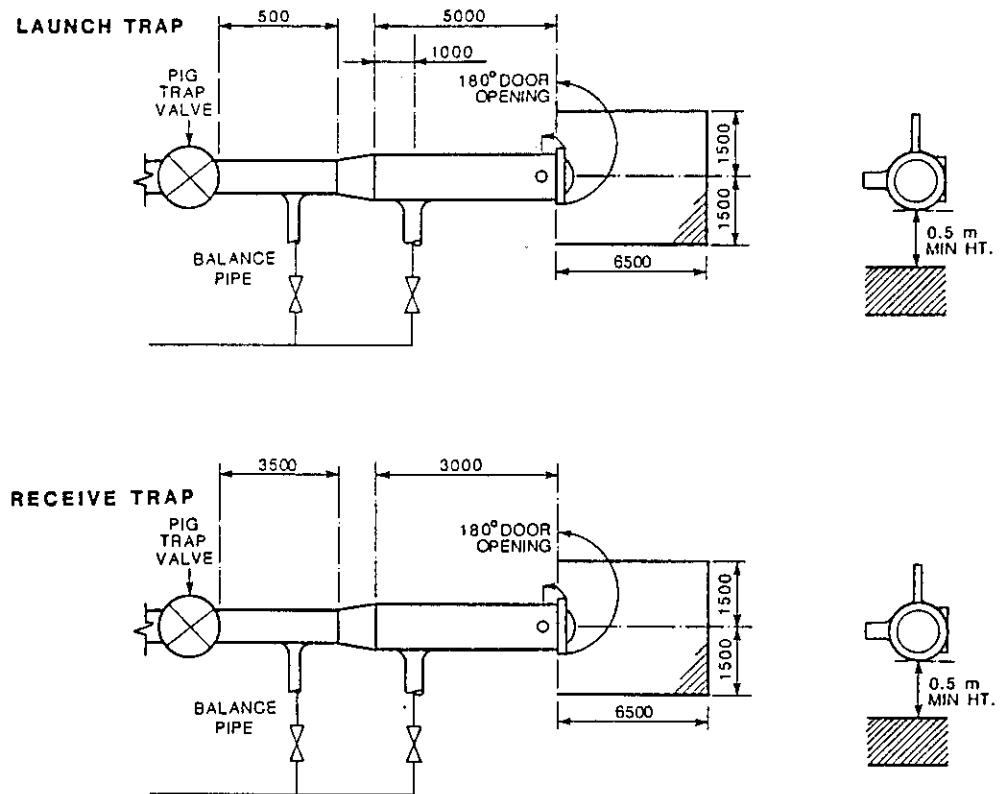 LAUNCH TRAP
500
5000
1000
PIG
TRAP
VALVE
180° DOOR
OPENING
1500
1500
BALANCE
PIPE
6500
0.5 m
MIN HT.
RECEIVE TRAP
3500
3000
PIG
TRAP
VALVE
180° DOOR
OPENING
1500
1500
BALANCE
PIPE
6500
0.5 m
MIN HT.